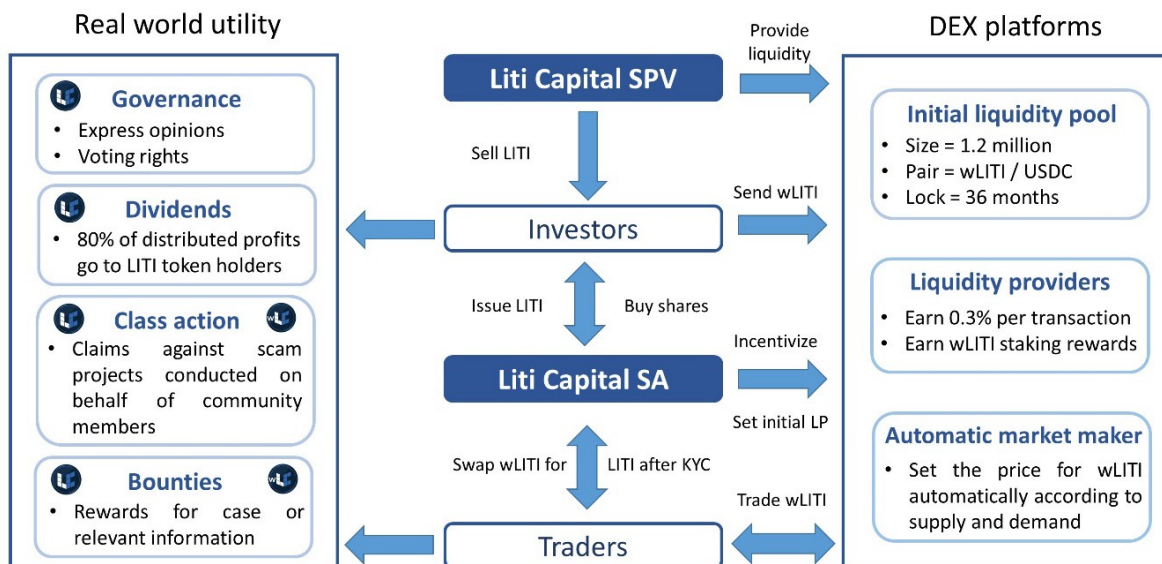 Real world utility
Governance
• Express opinions
• Voting rights
Dividends
• 80% of distributed profits
go to LITI token holders
Class action
• Claims against scam
projects conducted on
behalf of community
members
Bounties
• Rewards for case or
relevant information
Liti Capital SPV
Provide
liquidity
Sell LITI
Investors
Send wLITI
Issue LITI
Buy shares
Liti Capital SA
Incentivize
Set initial LP
Swap wLITI for
LITI after KYC
Traders
Trade wLITI
DEX platforms
Initial liquidity pool
• Size = 1.2 million
• Pair = wLITI / USDC
• Lock = 36 months
Liquidity providers
• Earn 0.3% per transaction
• Earn wLITI staking rewards
Automatic market maker
• Set the price for wLITI
automatically according to
supply and demand